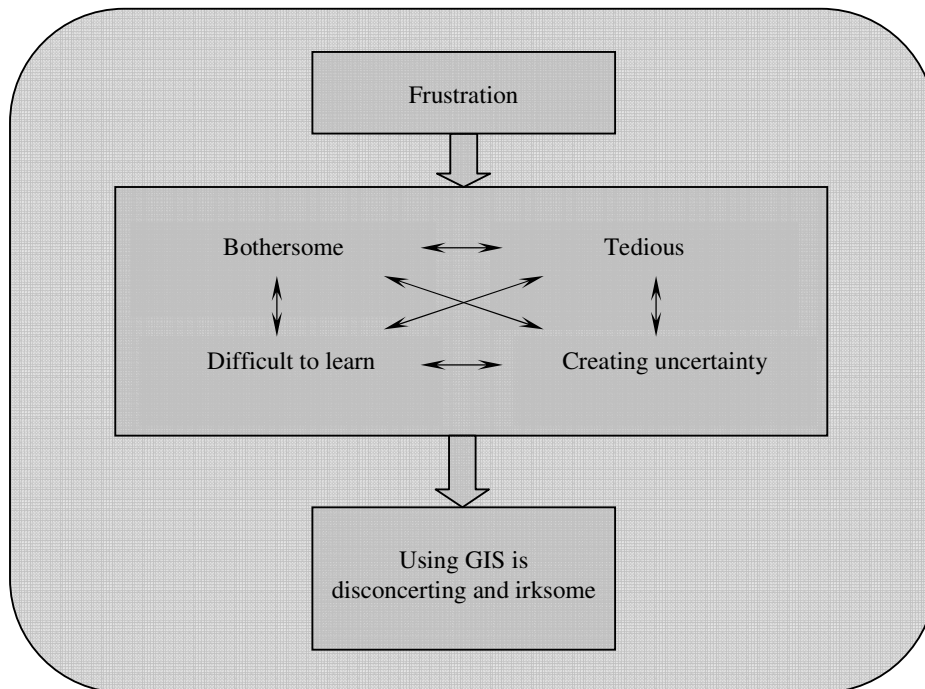 Frustration
Bothersome
Tedious
Difficult to learn
Creating uncertainty
Using GIS is
disconcerting and irksome